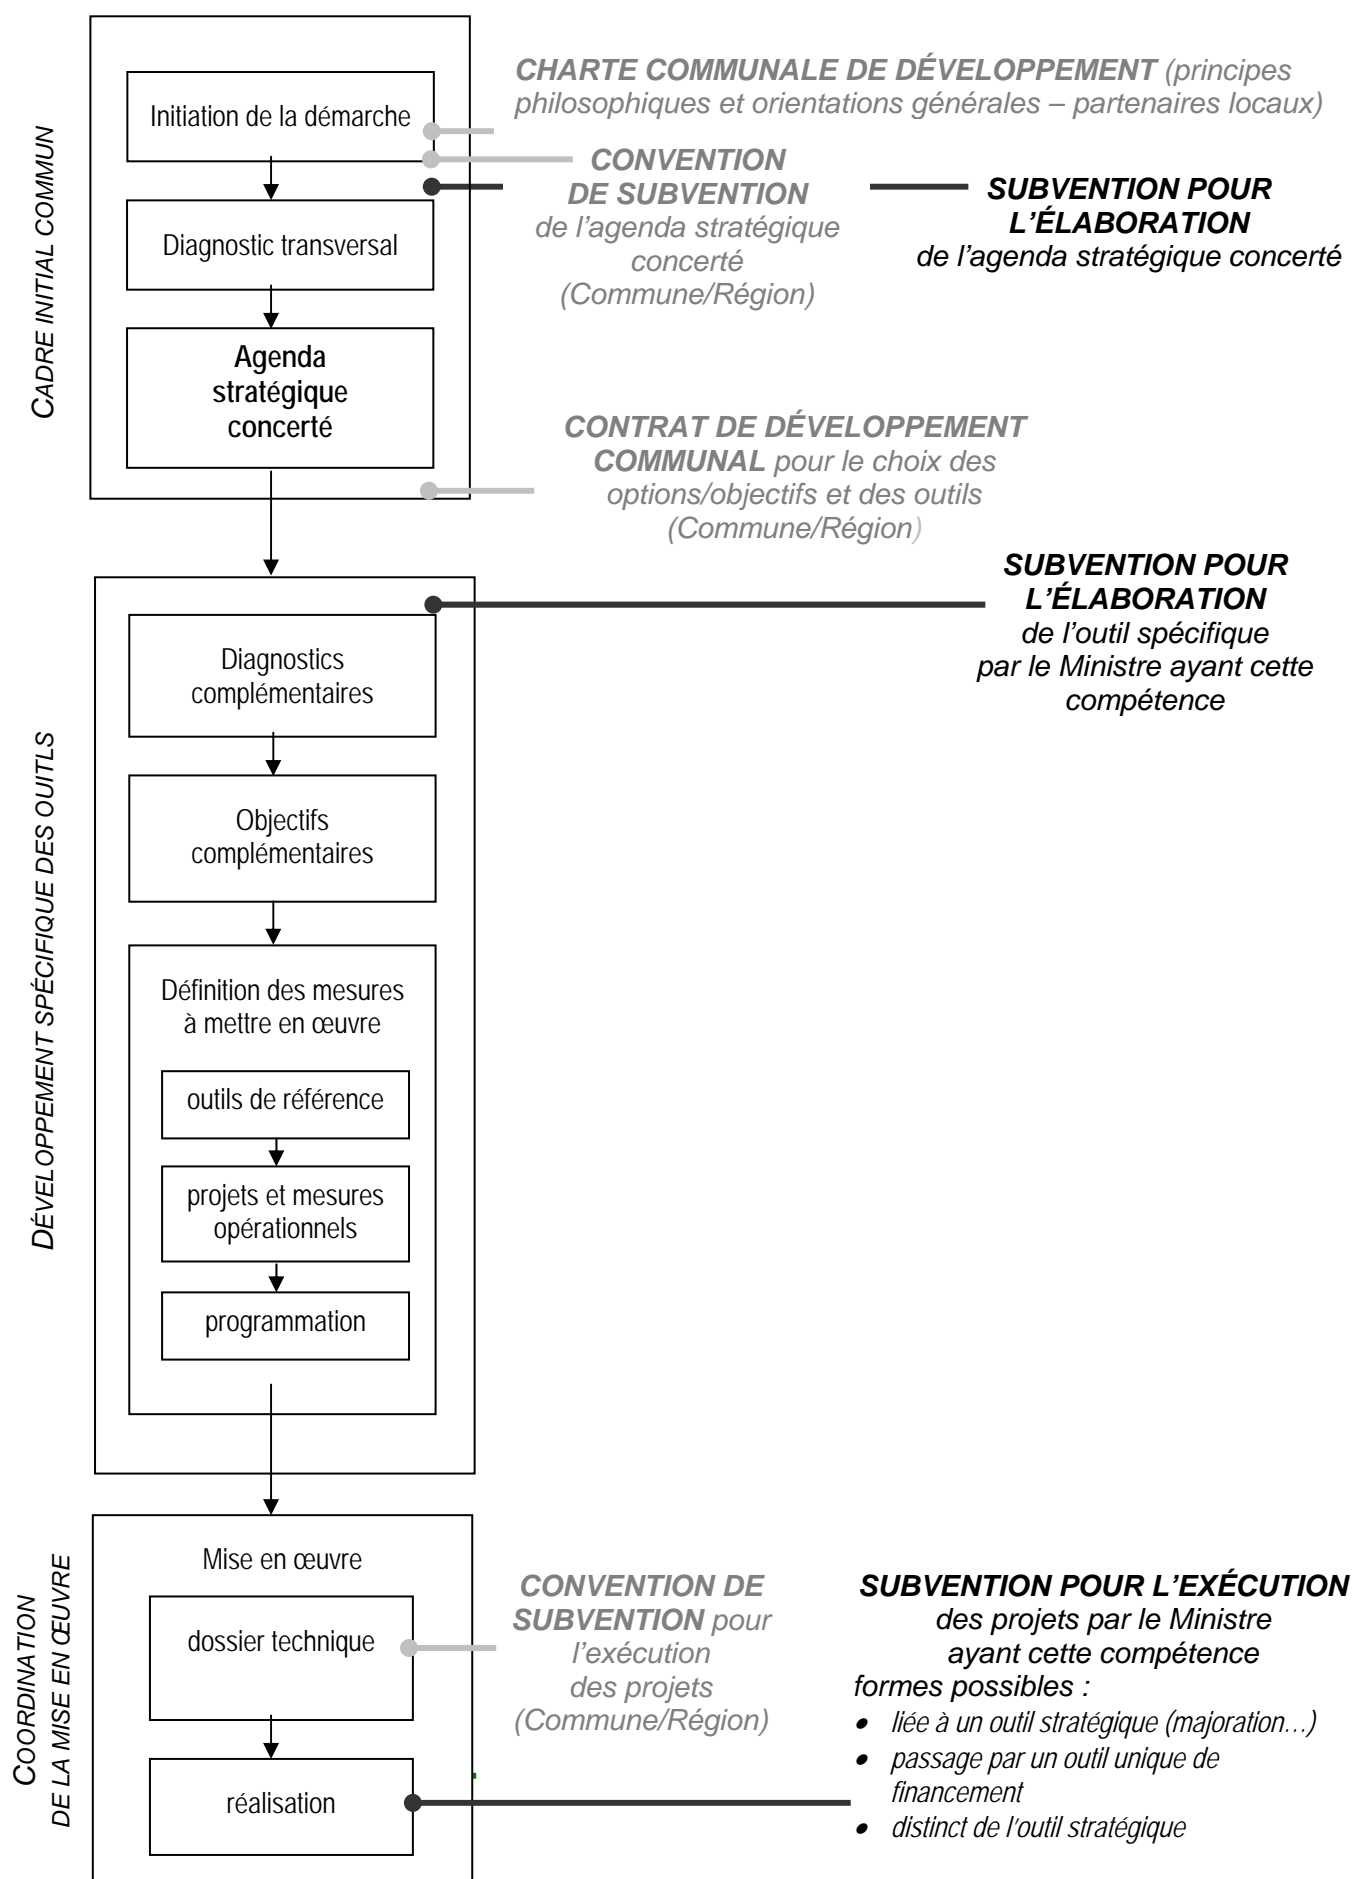 CADRE INITIAL COMMUN
Initiation de la démarche
CHARTE COMMUNALE DE DÉVELOPPEMENT (principes
philosophiques et orientations générales – partenaires locaux)
CONVENTION
DE SUBVENTION
de l'agenda stratégique
concerté
(Commune/Région)
SUBVENTION POUR
L'ÉLABORATION
de l'agenda stratégique concerté
Diagnostic transversal
Agenda
stratégique
concerté
CONTRAT DE DÉVELOPPEMENT
COMMUNAL pour le choix des
options/objectifs et des outils
(Commune/Région)
DÉVELOPPEMENT SPÉCIFIQUE DES OUITLS
SUBVENTION POUR
L'ÉLABORATION
de l'outil spécifique
par le Ministre ayant cette
compétence
Diagnostics
complémentaires
Objectifs
complémentaires
Définition des mesures
à mettre en œuvre
outils de référence
projets et mesures
opérationnels
programmation
COORDINATION
DE LA MISE EN ŒUVRE
Mise en œuvre
dossier technique
CONVENTION DE
SUBVENTION pour
l'exécution
des projets
(Commune/Région)
réalisation
SUBVENTION POUR L'EXÉCUTION
des projets par le Ministre
ayant cette compétence
formes possibles :
• liée à un outil stratégique (majoration…)
• passage par un outil unique de
financement
• distinct de l'outil stratégique